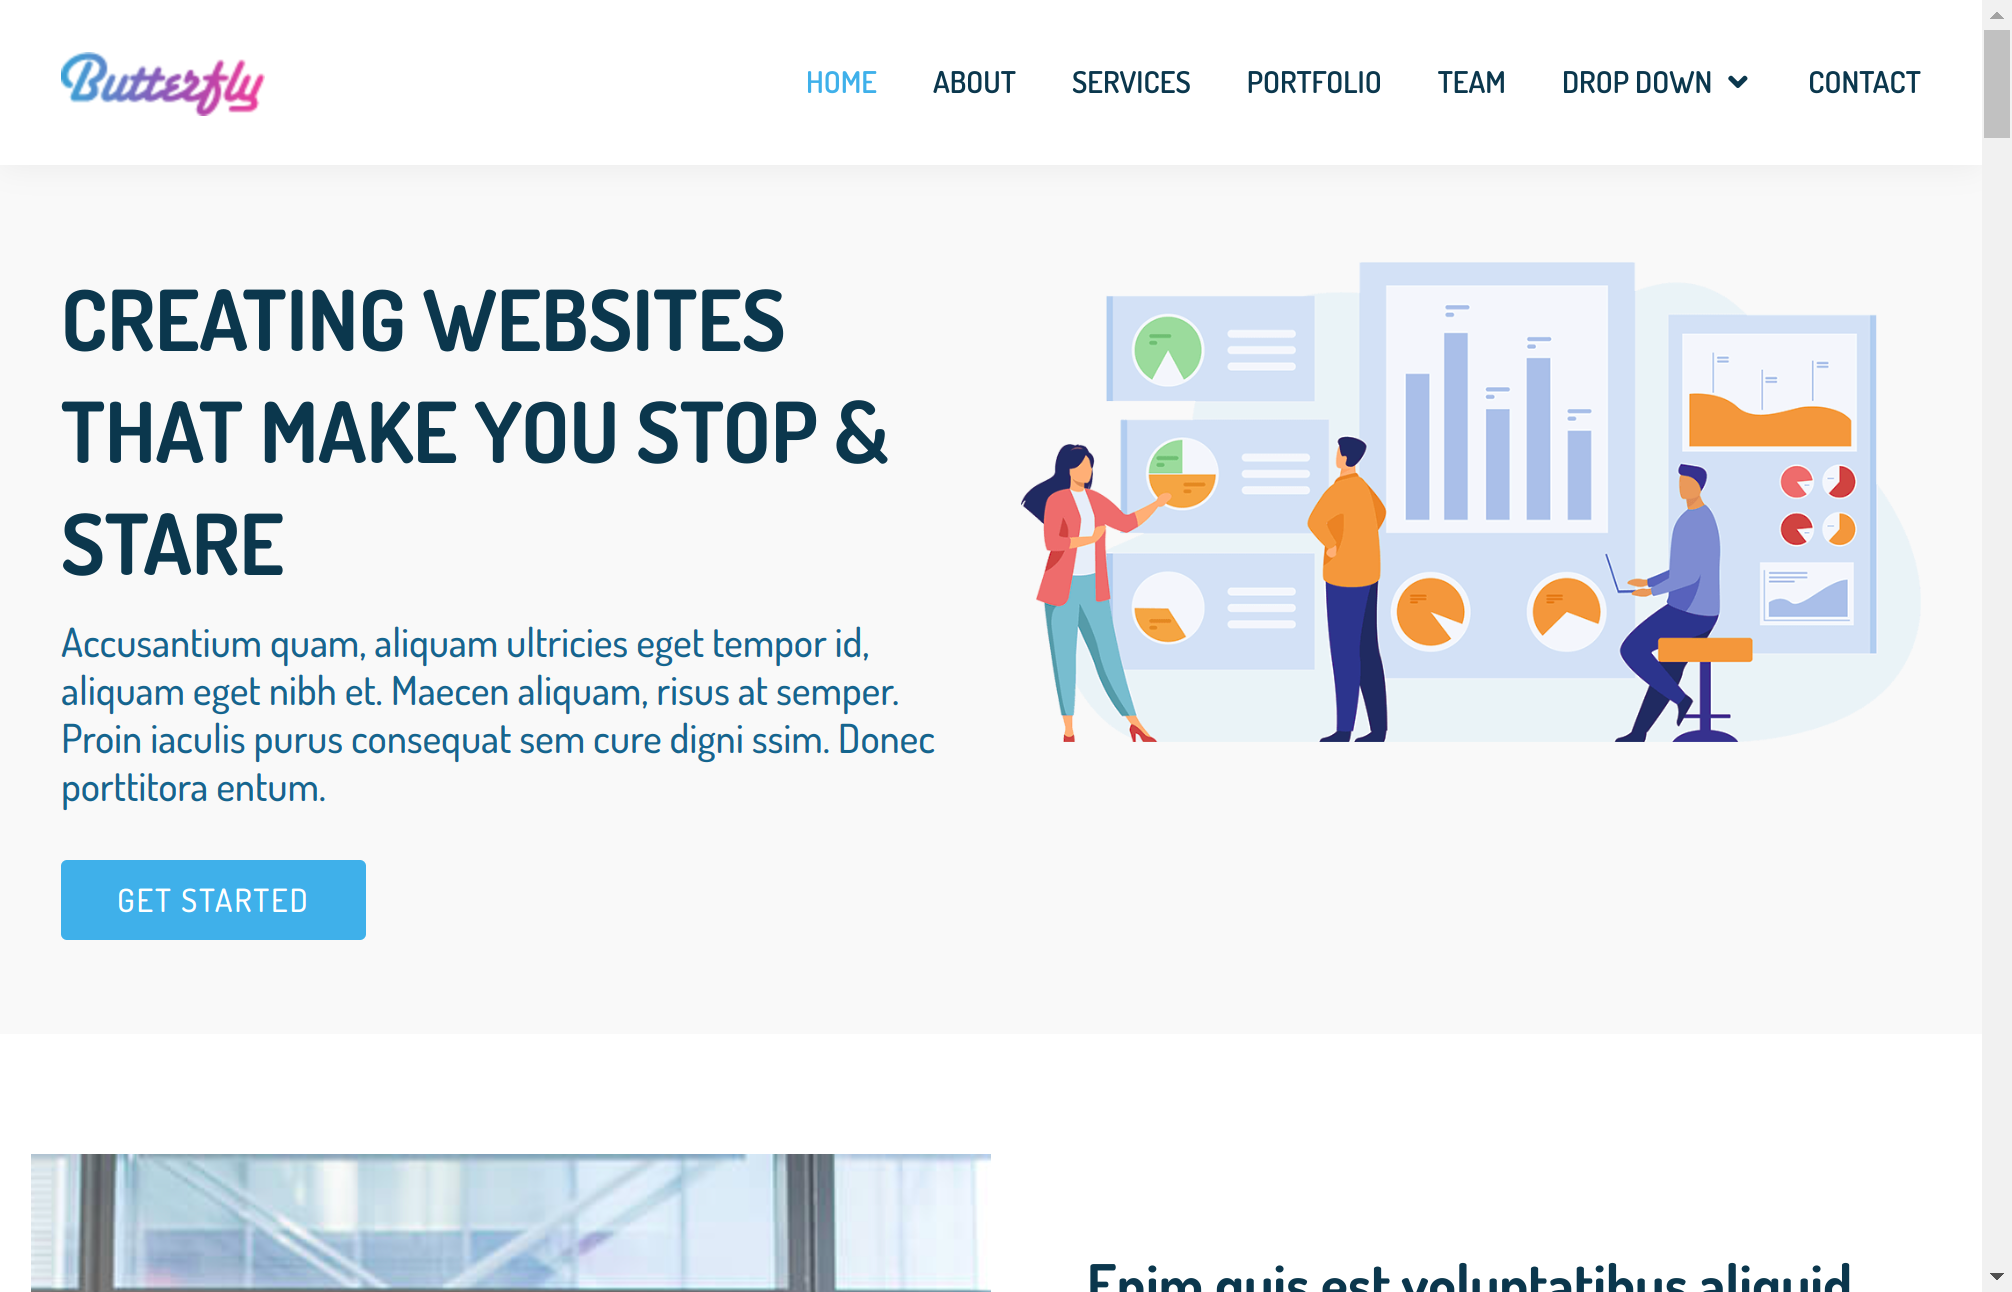 Butterfly
HOME
ABOUT
SERVICES
PORTFOLIO
TEAM
DROP DOWN
CONTACT
CREATING WEBSITES
THAT MAKE YOU STOP &
STARE
Accusantium quam, aliquam ultricies eget tempor id,
aliquam eget nibh et. Maecen aliquam, risus at semper.
Proin iaculis purus consequat sem cure digni ssim. Donec
porttitora entum.
GET STARTED
Enim quis est voluptatibus aliquid